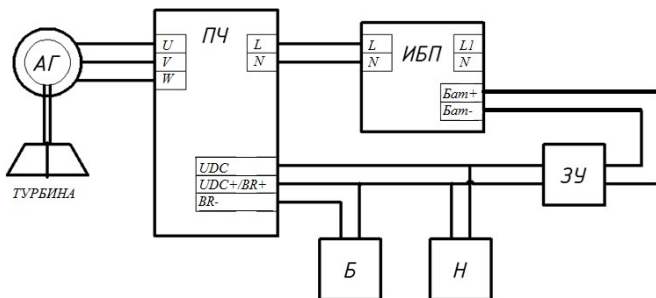 АГ
ТУРБИНА
ПЧ
U
V
W
L
N
UDC
UDC+/BR+
BR-
ИБП
L
N
L1
N
Бат+
Бат-
ЗУ
Б
Н